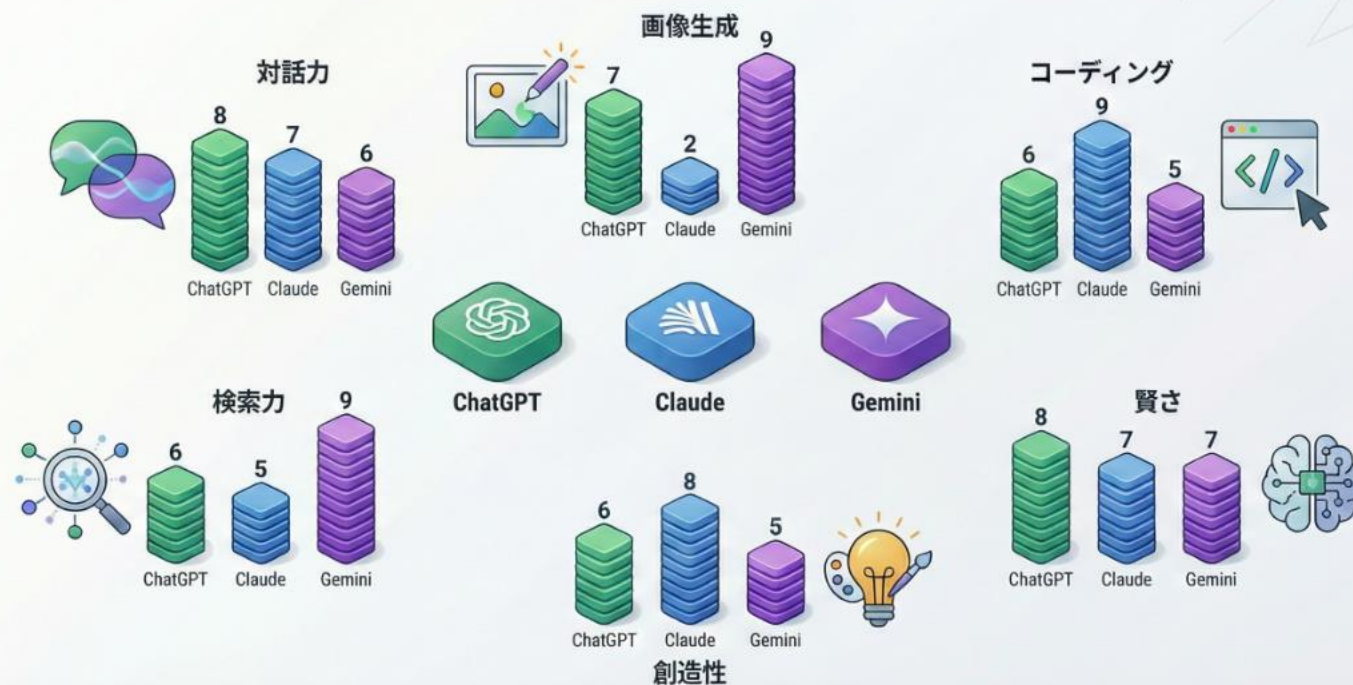 対話力
8
7
6
ChatGPT Claude Gemini
画像生成
7
2
9
ChatGPT Claude Gemini
コーディング
6
9
5
ChatGPT Claude Gemini
ChatGPT
Claude
Gemini
検索力
6
5
9
ChatGPT Claude Gemini
創造性
6
8
5
ChatGPT Claude Gemini
賢さ
8
7
7
ChatGPT Claude Gemini